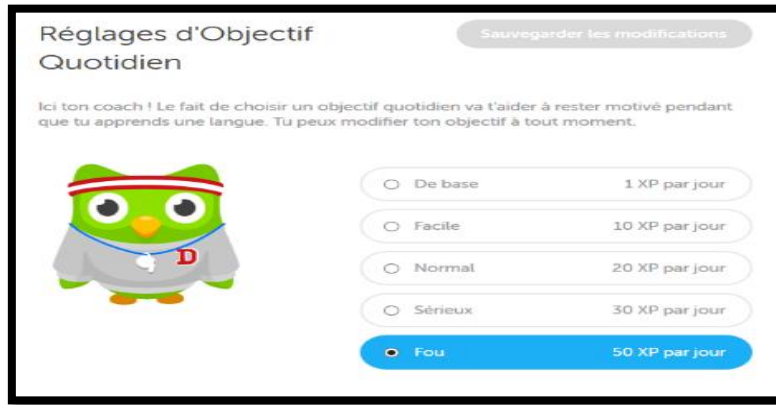 Réglages d'Objectif
Quotidien
Sauvegarder les modifications
Ici ton coach ! Le fait de choisir un objectif quotidien va t'aider à rester motivé pendant
que tu apprends une langue. Tu peux modifier ton objectif à tout moment.
De base 1 XP par jour
Facile 10 XP par jour
Normal 20 XP par jour
Sérieux 30 XP par jour
Fou 50 XP par jour
D